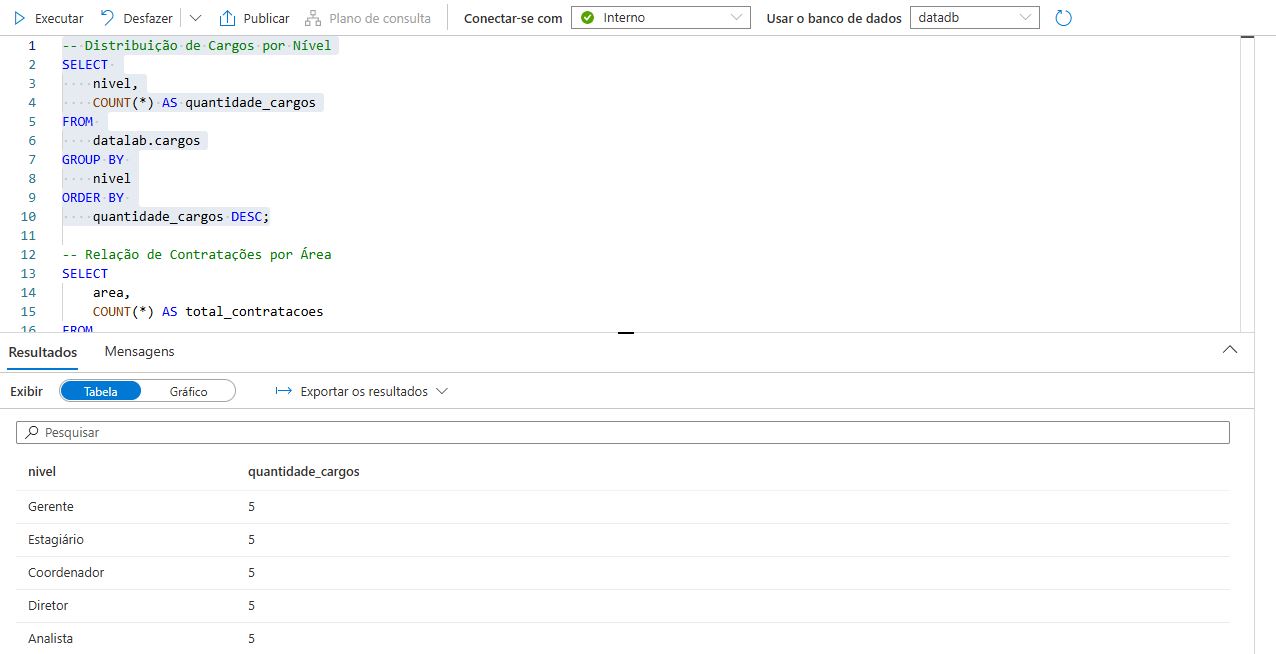 Executar Desfazer Publicar Plano de consulta Conectar-se com Interno Usar o banco de dados datadb
1 -- Distribuição de Cargos por Nível
2 SELECT
3 nivel,
4 COUNT(*) AS quantidade_cargos
5 FROM
6 datalab.cargos
7 GROUP BY
8 nivel
9 ORDER BY
10 quantidade_cargos DESC;
11
12 -- Relação de Contratações por Área
13 SELECT
14 area,
15 COUNT(*) AS total_contratacoes
16 FROM
Resultados Mensagens
Exibir Tabela Gráfico Exportar os resultados
Pesquisar
nivel quantidade_cargos
Gerente 5
Estagiário 5
Coordenador 5
Diretor 5
Analista 5